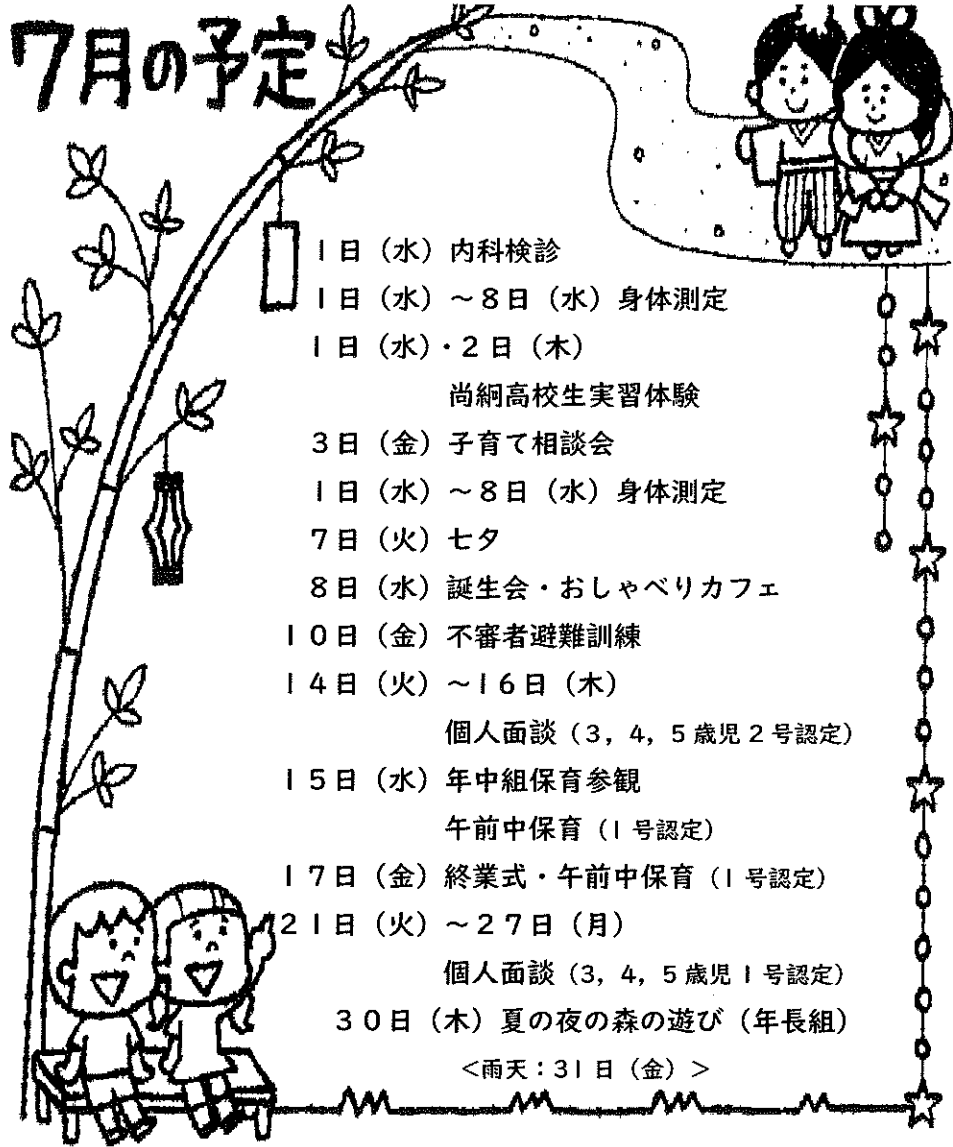 7月の予定
1日（水）内科検診
1日（水）～8日（水）身体測定
1日（水）・2日（木）
尚絅高校生実習体験
3日（金）子育て相談会
1日（水）～8日（水）身体測定
7日（火）七夕
8日（水）誕生会・おしゃべりカフェ
10日（金）不審者避難訓練
14日（火）～16日（木）
個人面談（3，4，5歳児2号認定）
15日（水）年中組保育参観
午前中保育（1号認定）
17日（金）終業式・午前中保育（1号認定）
21日（火）～27日（月）
個人面談（3，4，5歳児1号認定）
30日（木）夏の夜の森の遊び（年長組）
＜雨天：31日（金）＞